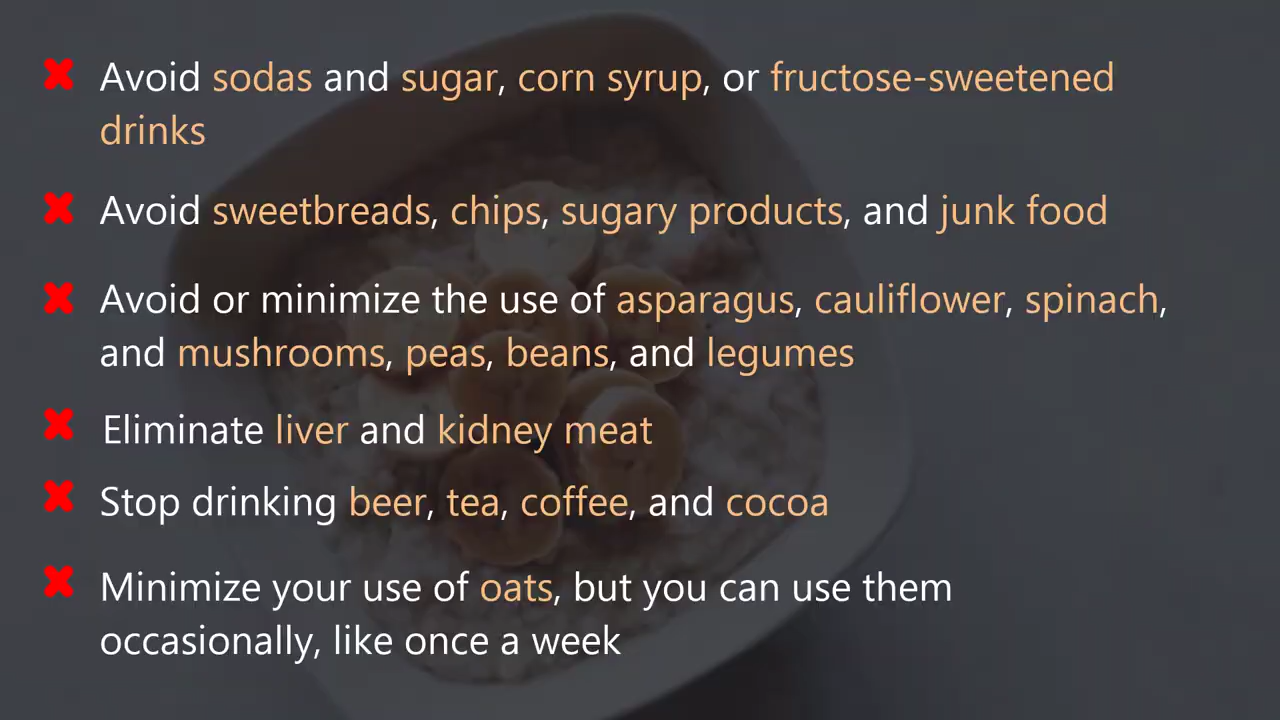 Avoid sodas and sugar, corn syrup, or fructose-sweetened
drinks
Avoid sweetbreads, chips, sugary products, and junk food
Avoid or minimize the use of asparagus, cauliflower, spinach,
and mushrooms, peas, beans, and legumes
Eliminate liver and kidney meat
Stop drinking beer, tea, coffee, and cocoa
Minimize your use of oats, but you can use them
occasionally, like once a week